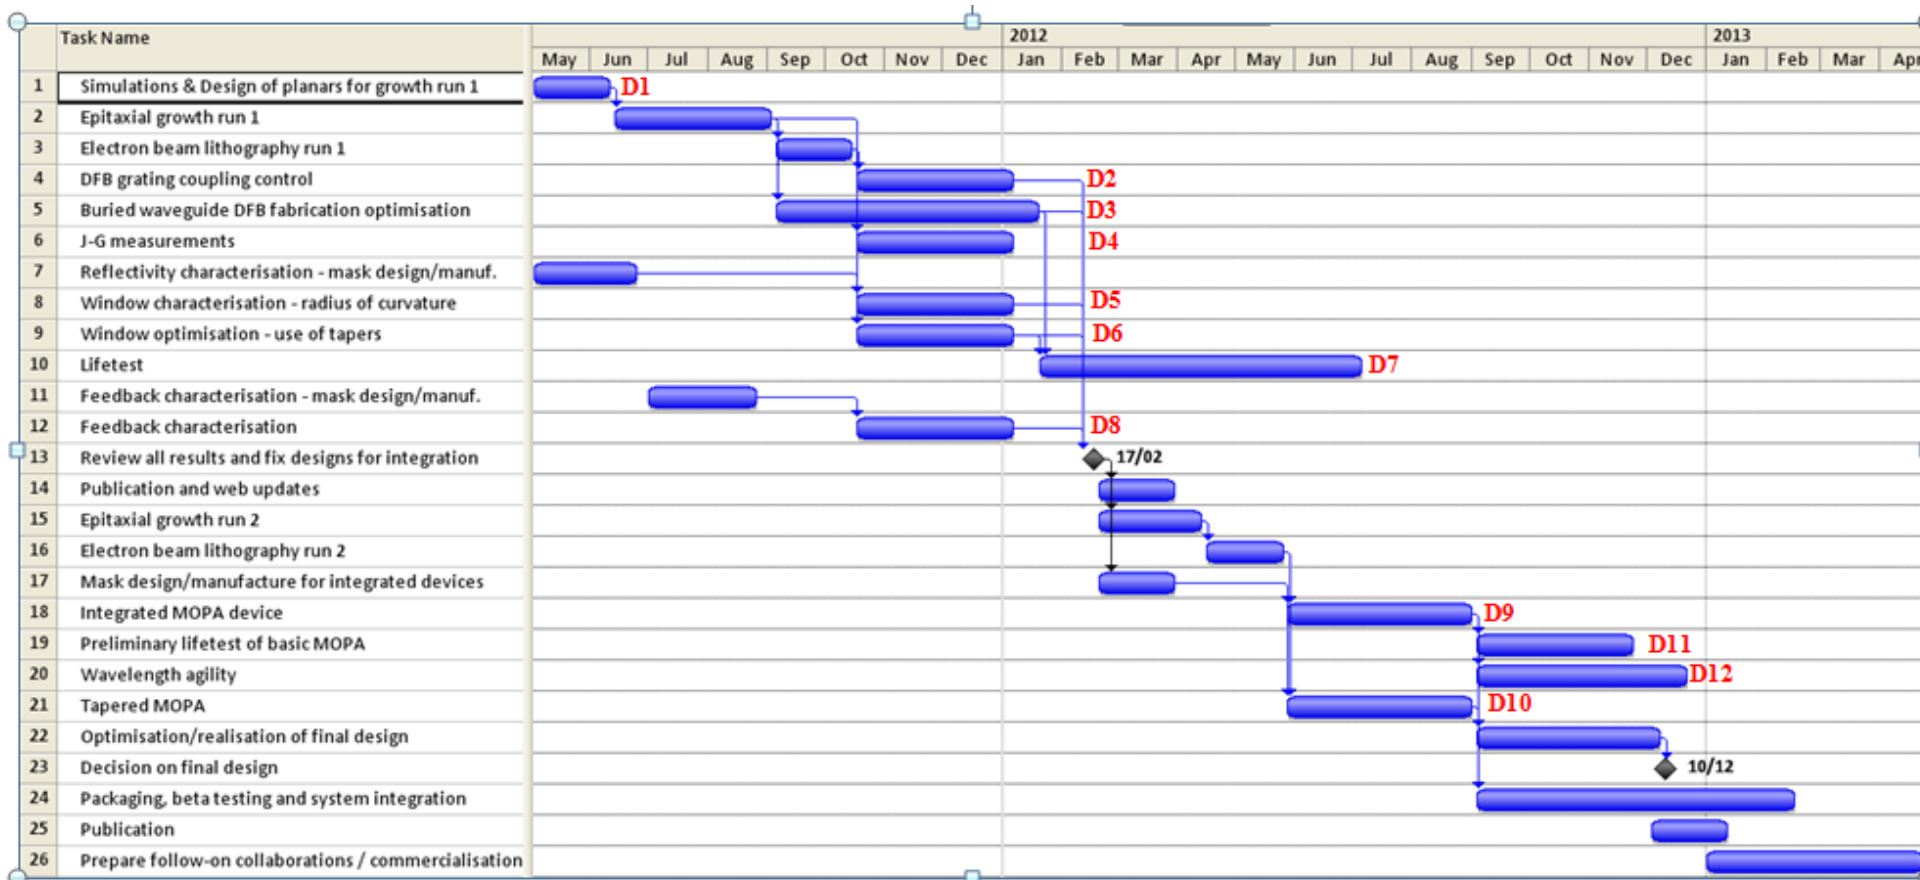 Task Name
2012
2013
May Jun Jul Aug Sep Oct Nov Dec Jan Feb Mar Apr May Jun Jul Aug Sep Oct Nov Dec Jan Feb Mar Apr
1 Simulations & Design of planars for growth run 1 D1
2 Epitaxial growth run 1
3 Electron beam lithography run 1
4 DFB grating coupling control D2
5 Buried waveguide DFB fabrication optimisation D3
6 J-G measurements D4
7 Reflectivity characterisation - mask design/manuf.
8 Window characterisation - radius of curvature D5
9 Window optimisation - use of tapers D6
10 Lifetest D7
11 Feedback characterisation - mask design/manuf.
12 Feedback characterisation D8
13 Review all results and fix designs for integration 17/02
14 Publication and web updates
15 Epitaxial growth run 2
16 Electron beam lithography run 2
17 Mask design/manufacture for integrated devices
18 Integrated MOPA device D9
19 Preliminary lifetest of basic MOPA D11
20 Wavelength agility D12
21 Tapered MOPA D10
22 Optimisation/realisation of final design
23 Decision on final design 10/12
24 Packaging, beta testing and system integration
25 Publication
26 Prepare follow-on collaborations / commercialisation